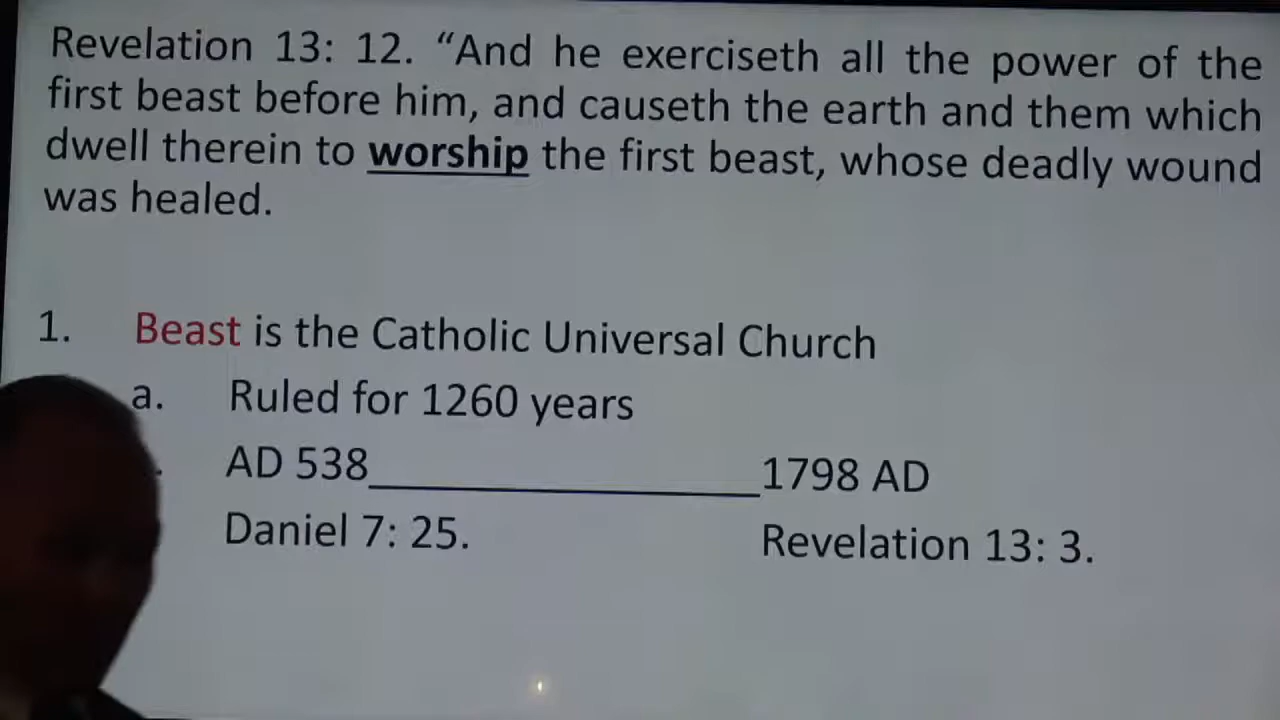 Revelation 13: 12. “And he exerciseth all the power of the
first beast before him, and causeth the earth and them which
dwell therein to worship the first beast, whose deadly wound
was healed.
1. Beast is the Catholic Universal Church
a. Ruled for 1260 years
AD 538____________________1798 AD
Daniel 7: 25. Revelation 13: 3.